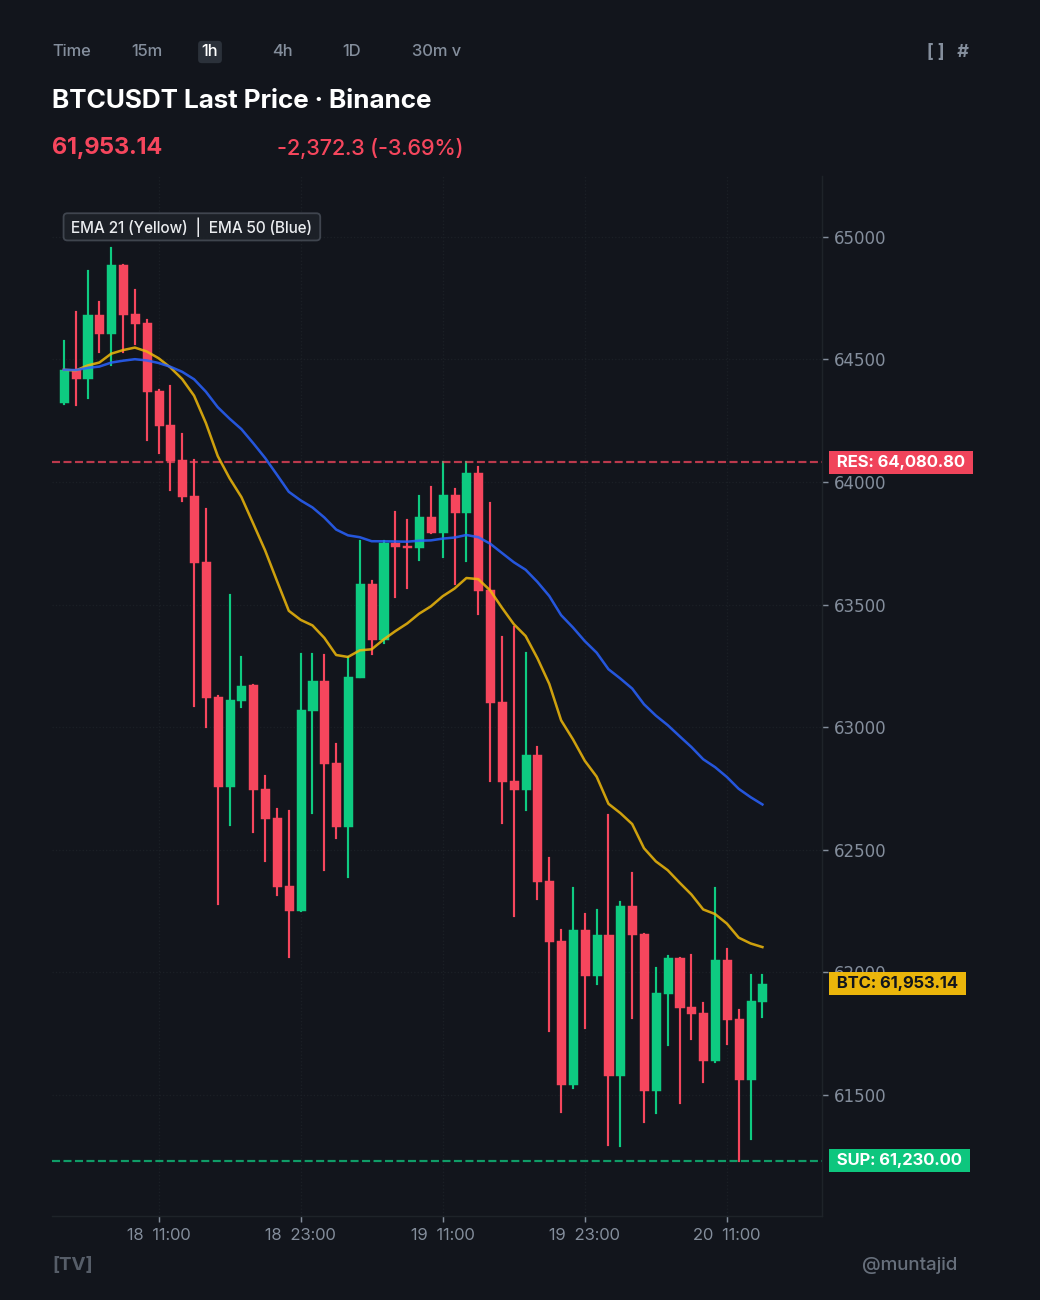 Time 15m 1h 4h 1D 30m v [ ] #
BTCUSDT Last Price · Binance
61,953.14 -2,372.3 (-3.69%)
EMA 21 (Yellow) | EMA 50 (Blue)
65000
64500
RES: 64,080.80
64000
63500
63000
62500
62000
BTC: 61,953.14
61500
SUP: 61,230.00
18 11:00 18 23:00 19 11:00 19 23:00 20 11:00
[TV] @muntajid